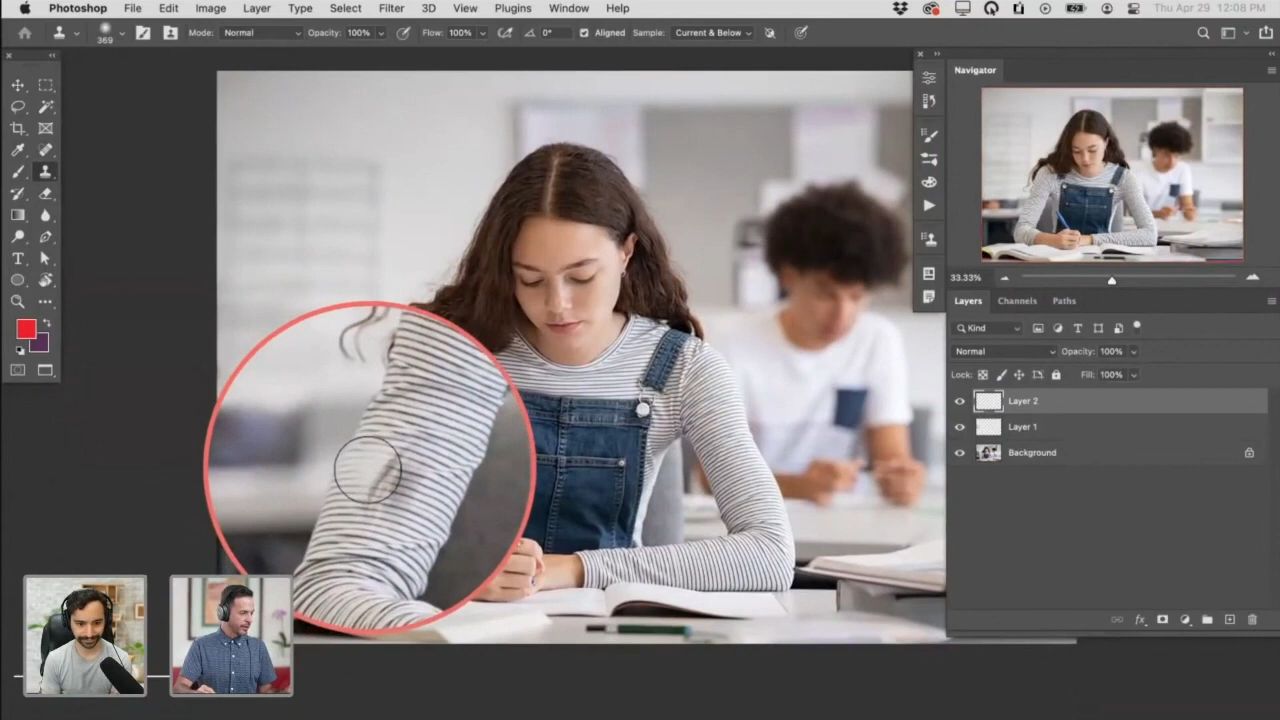 Photoshop File Edit Image Layer Type Select Filter 3D View Plugins Window Help Thu Apr 29 12:08 PM
369 Mode: Normal Opacity: 100% Flow: 100% 0° Aligned Sample: Current & Below
Navigator
33.33%
Layers Channels Paths
Kind
Normal Opacity: 100%
Lock: Fill: 100%
Layer 2
Layer 1
Background